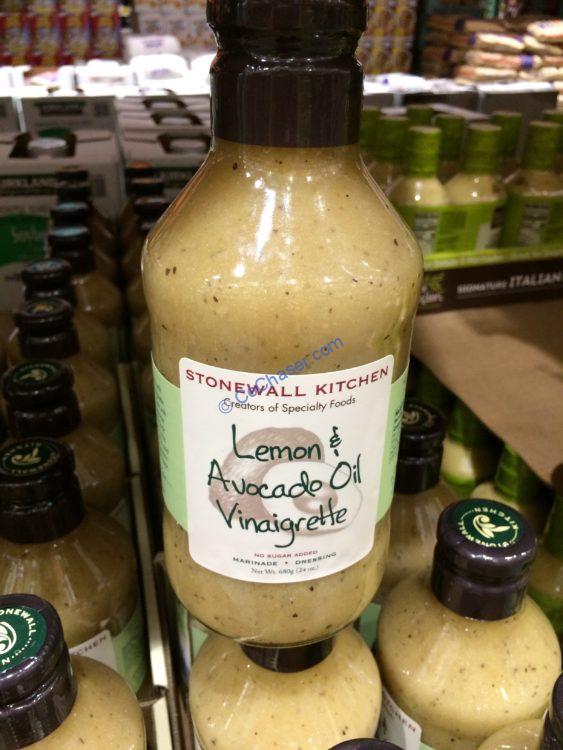 STONEWALL KITCHEN
Creators of Specialty Foods
Lemon &
Avocado Oil
Vinaigrette
NO SUGAR ADDED
MARINADE • DRESSING
Net Wt. 680g (24 oz.)
© CoChaser.com
SIGNATURE ITALIAN
STONEWALL
KITCHEN
STONEWALL